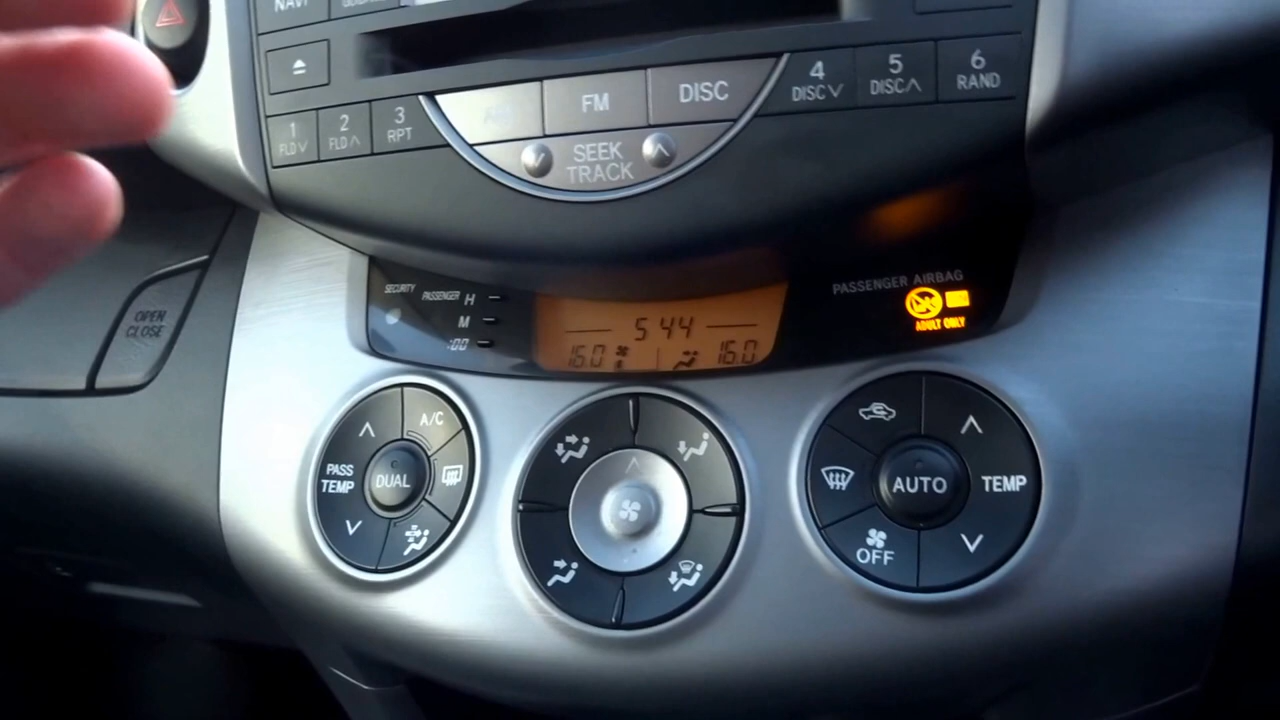 NAVI
FM
DISC
4
DISC∨
5
DISC∧
6
RAND
1
FLD∨
2
FLD∧
3
RPT
SEEK
TRACK
OPEN
CLOSE
SECURITY
PASSENGER H
M
:00
5:44
16.0
16.0
PASSENGER AIRBAG
ADULT ONLY
A/C
PASS
TEMP
DUAL
AUTO
TEMP
OFF